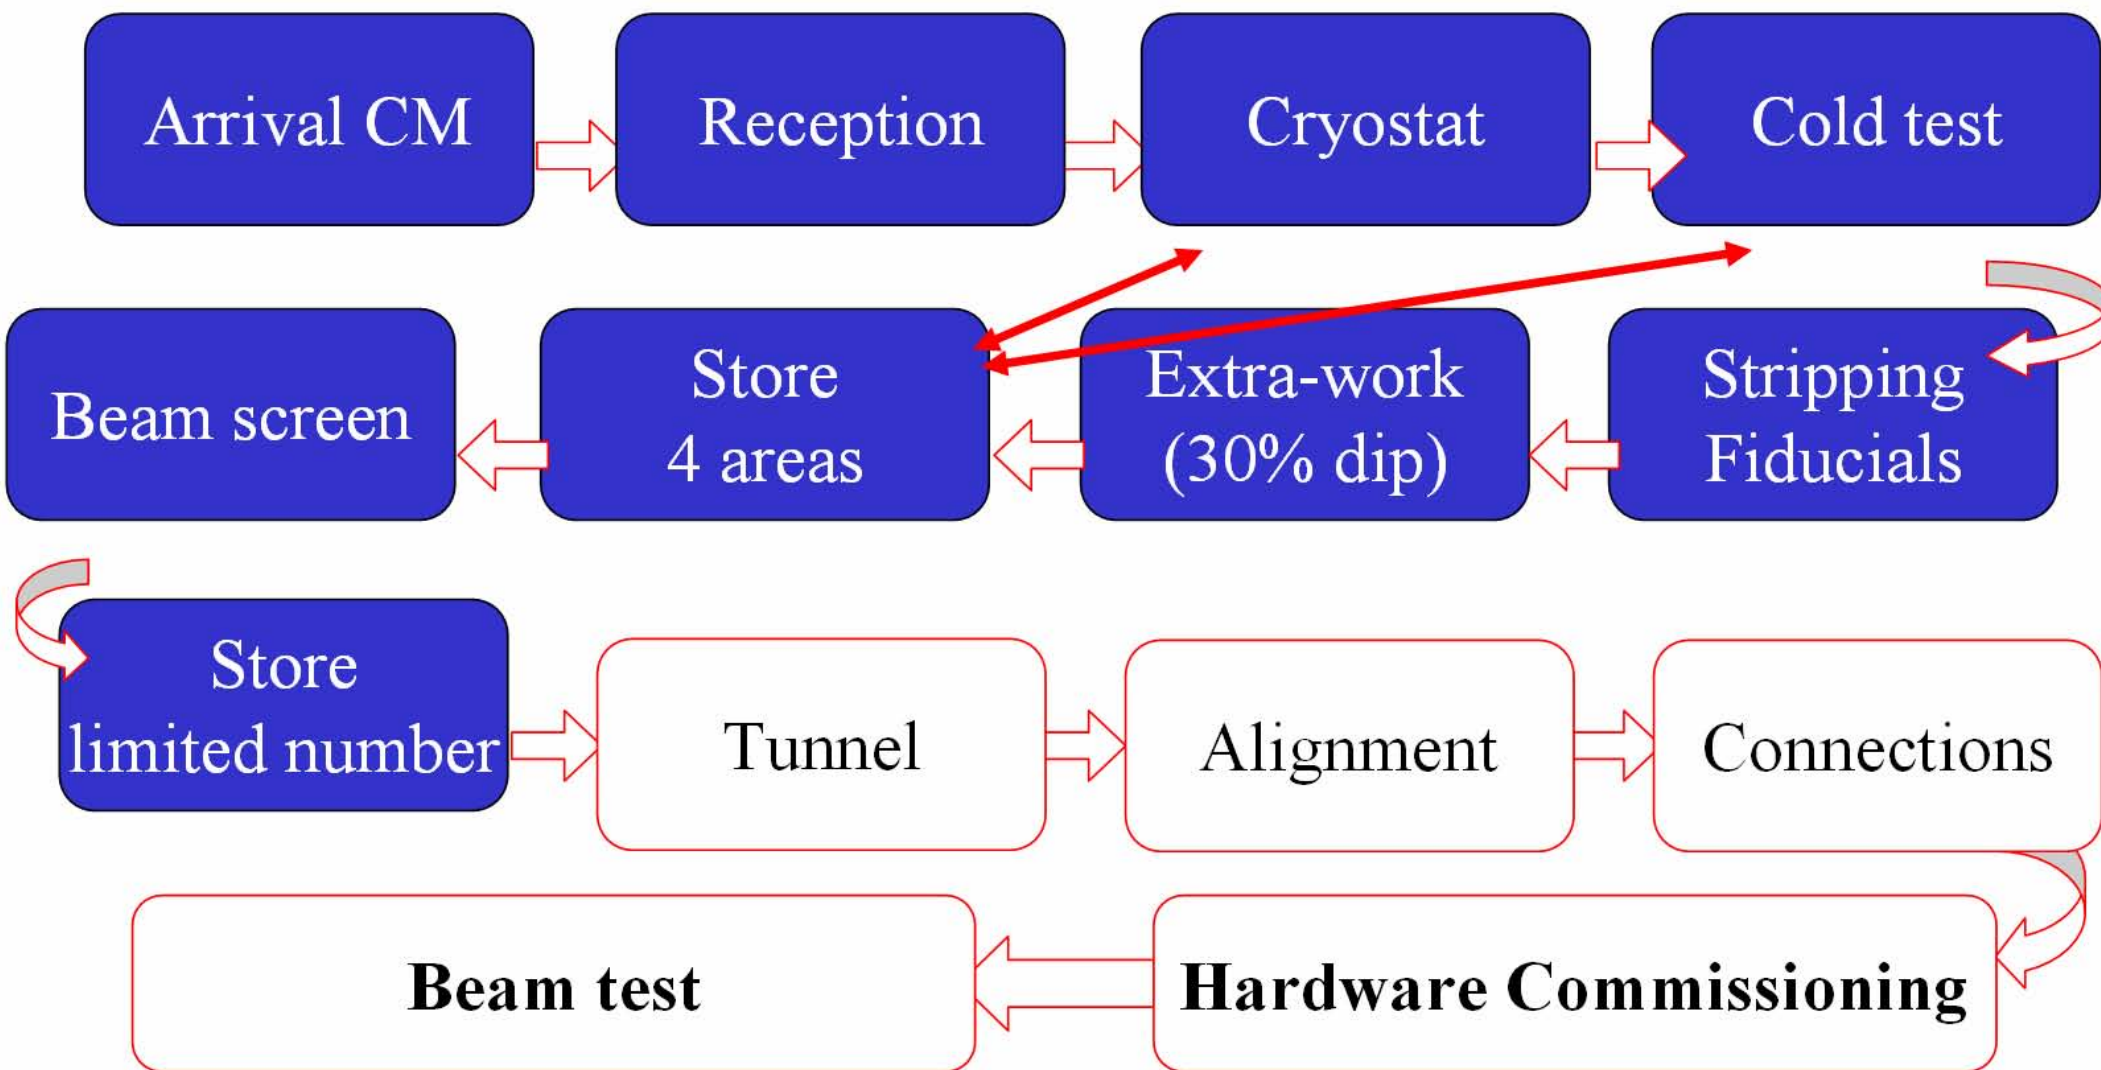 Arrival CM
Reception
Cryostat
Cold test
Beam screen
Store
4 areas
Extra-work
(30% dip)
Stripping
Fiducials
Store
limited number
Tunnel
Alignment
Connections
Beam test
Hardware Commissioning